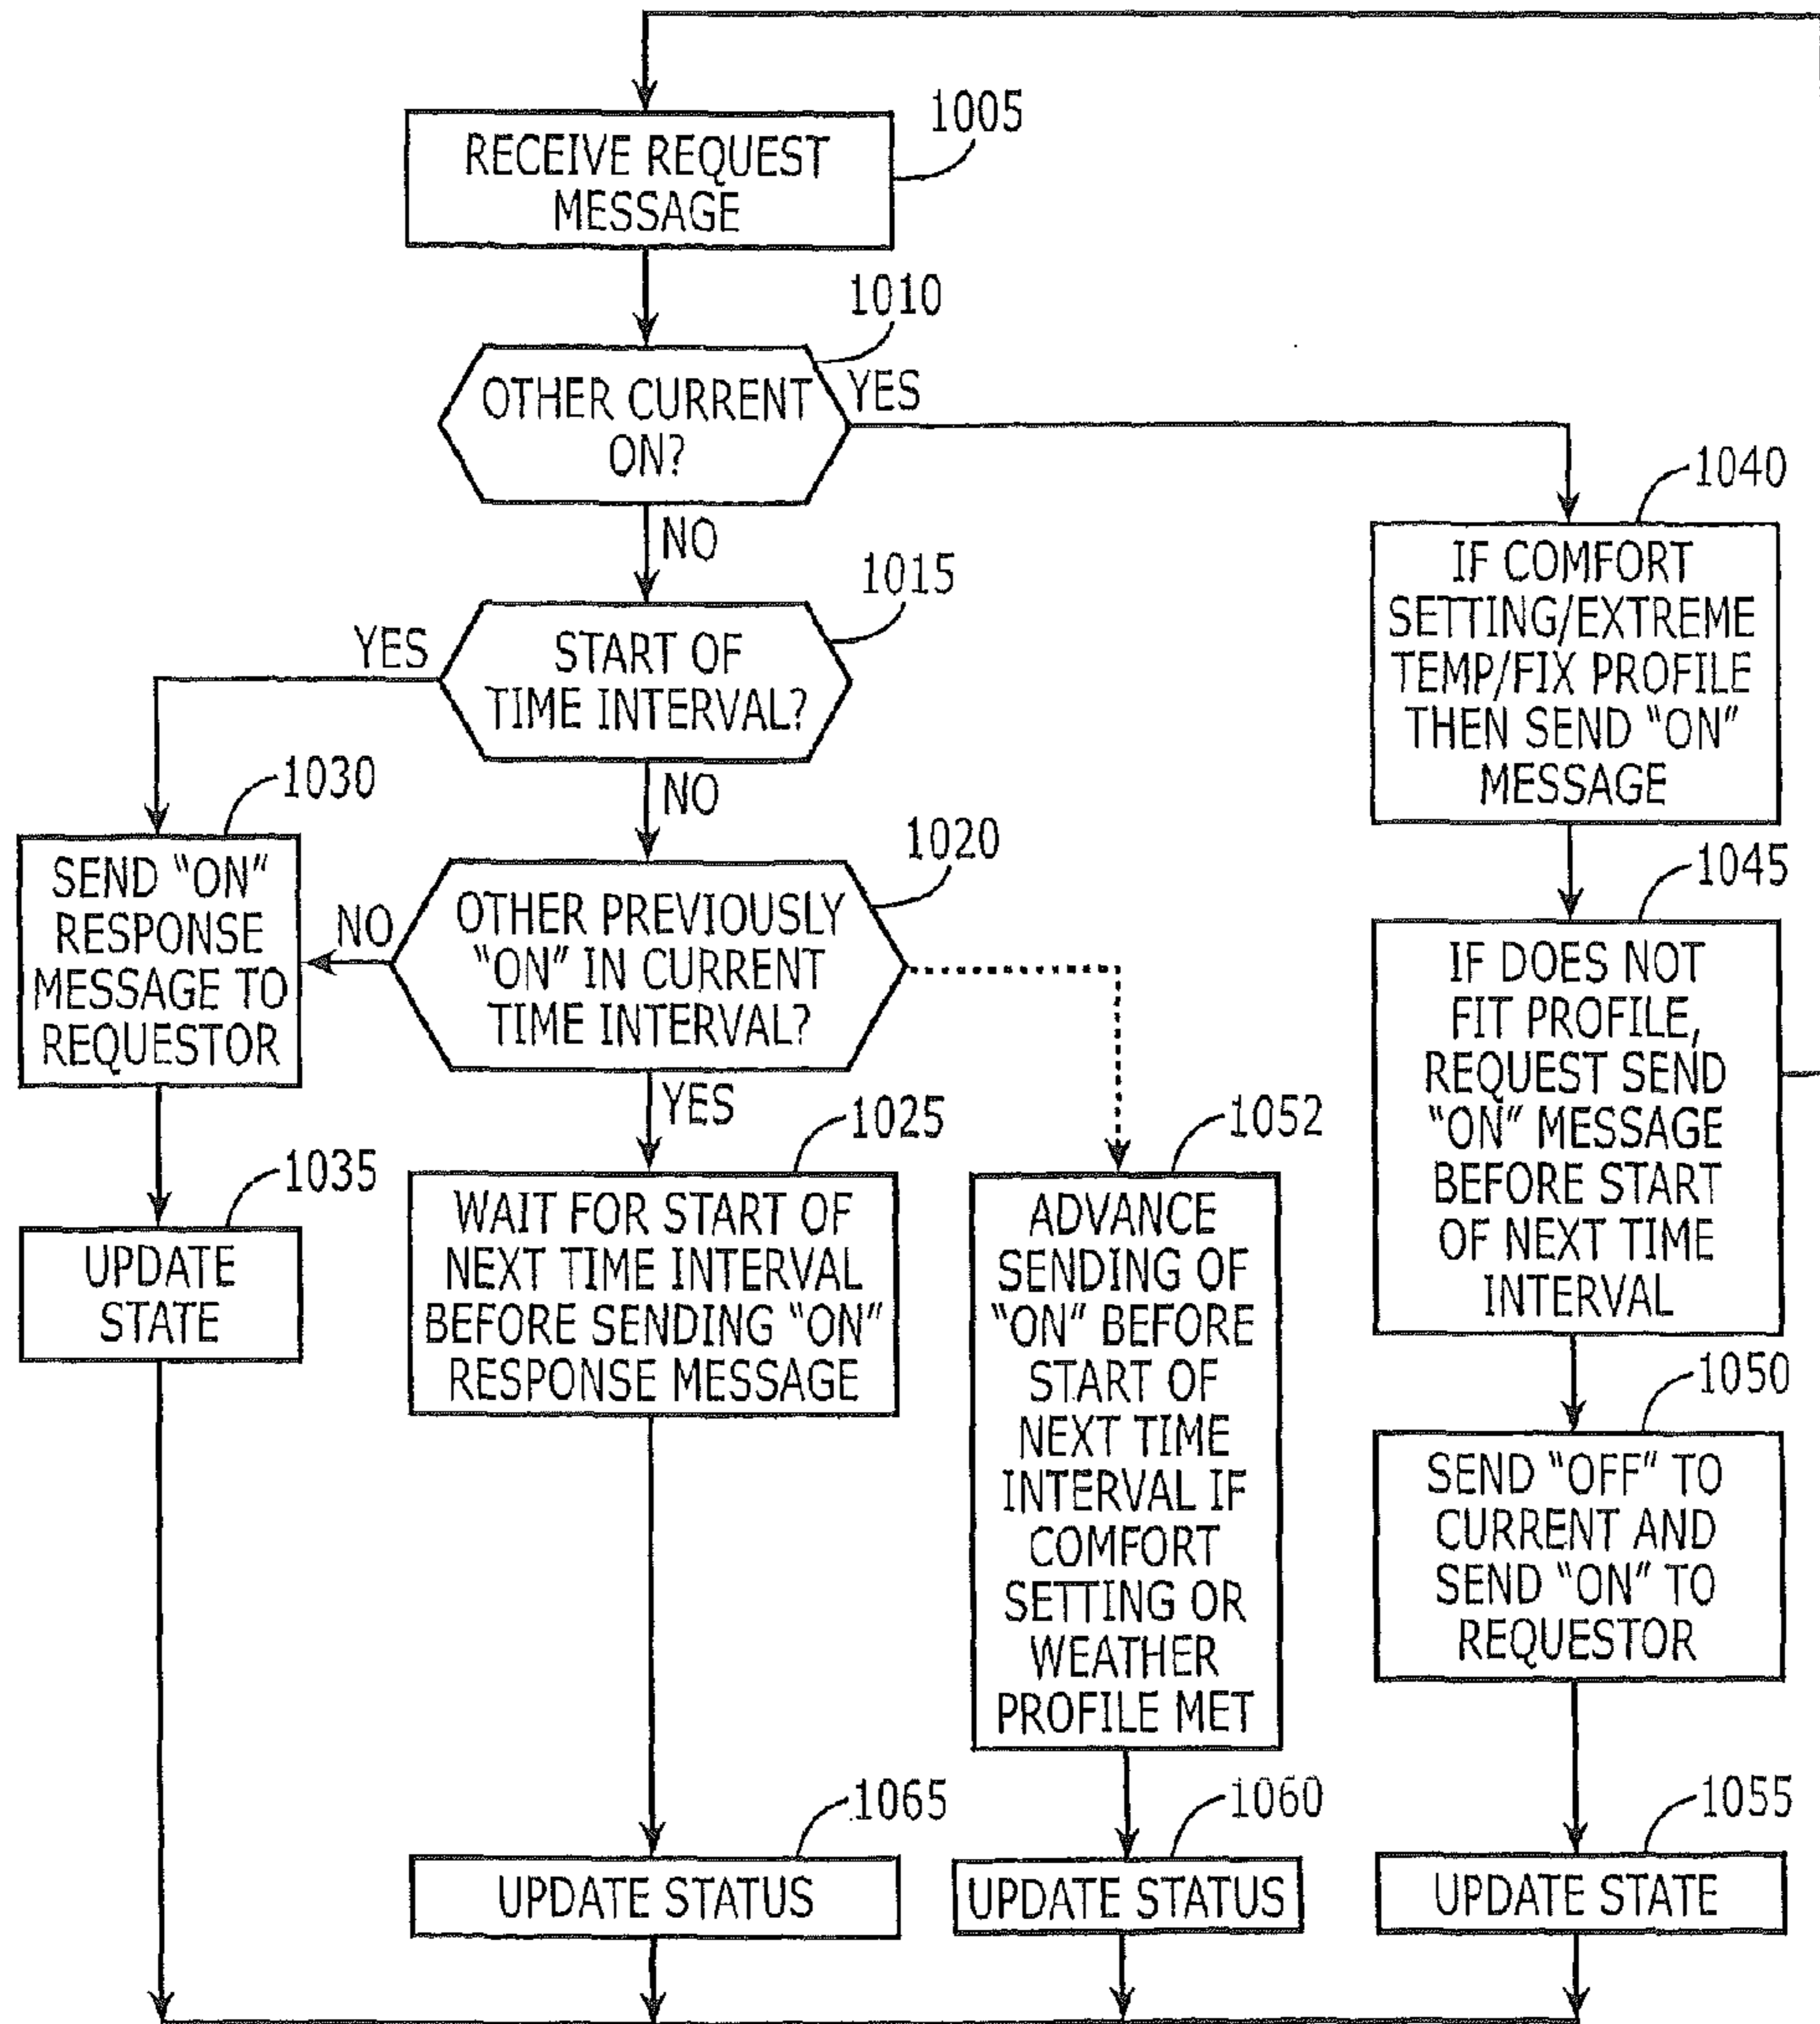 1005
RECEIVE REQUEST
MESSAGE
1010
OTHER CURRENT
ON?
YES
NO
1015
START OF
TIME INTERVAL?
YES
NO
1040
IF COMFORT
SETTING/EXTREME
TEMP/FIX PROFILE
THEN SEND “ON”
MESSAGE
1030
SEND “ON”
RESPONSE
MESSAGE TO
REQUESTOR
1020
OTHER PREVIOUSLY
“ON” IN CURRENT
TIME INTERVAL?
NO
YES
1045
IF DOES NOT
FIT PROFILE,
REQUEST SEND
“ON” MESSAGE
BEFORE START
OF NEXT TIME
INTERVAL
1035
UPDATE
STATE
1025
WAIT FOR START OF
NEXT TIME INTERVAL
BEFORE SENDING “ON”
RESPONSE MESSAGE
1052
ADVANCE
SENDING OF
“ON” BEFORE
START OF
NEXT TIME
INTERVAL IF
COMFORT
SETTING OR
WEATHER
PROFILE MET
1050
SEND “OFF” TO
CURRENT AND
SEND “ON” TO
REQUESTOR
1065
UPDATE STATUS
1060
UPDATE STATUS
1055
UPDATE STATE